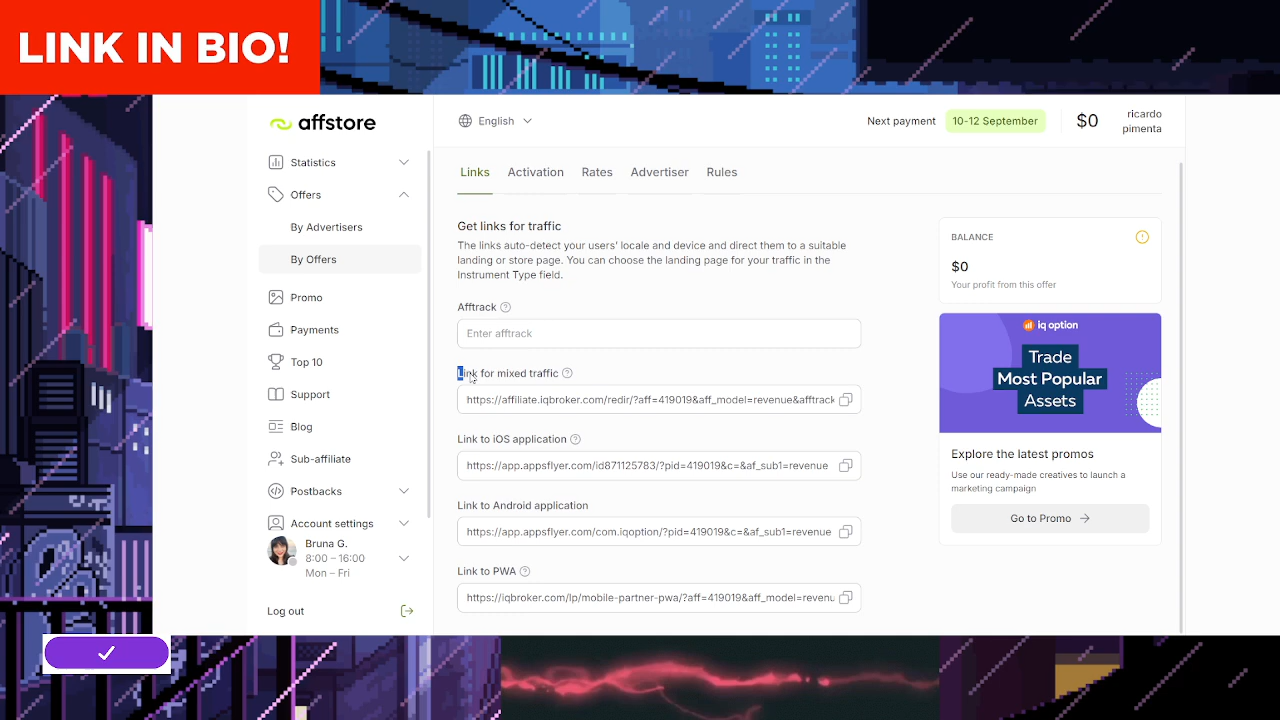 LINK IN BIO!
affstore
English
Next payment
10-12 September
$0
ricardo
pimenta
Statistics
Offers
By Advertisers
By Offers
Promo
Payments
Top 10
Support
Blog
Sub-affiliate
Postbacks
Account settings
Bruna G.
8:00 – 16:00
Mon – Fri
Log out
Links
Activation
Rates
Advertiser
Rules
Get links for traffic
The links auto-detect your users' locale and device and direct them to a suitable
landing or store page. You can choose the landing page for your traffic in the
Instrument Type field.
Afftrack
Enter afftrack
Link for mixed traffic
https://affiliate.iqbroker.com/redir/?aff=419019&aff_model=revenue&afftrack
Link to iOS application
https://app.appsflyer.com/id871125783/?pid=419019&c=&af_sub1=revenue
Link to Android application
https://app.appsflyer.com/com.iqoption/?pid=419019&c=&af_sub1=revenue
Link to PWA
https://iqbroker.com/lp/mobile-partner-pwa/?aff=419019&aff_model=revenu
BALANCE
$0
Your profit from this offer
iq option
Trade
Most Popular
Assets
Explore the latest promos
Use our ready-made creatives to launch a
marketing campaign
Go to Promo